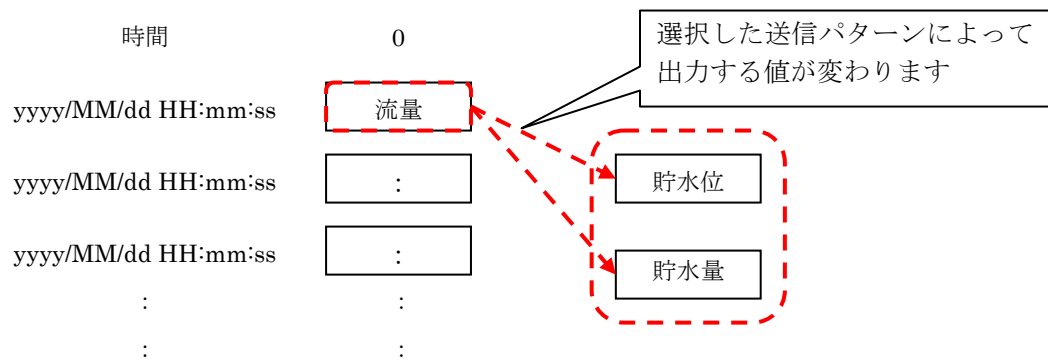 時間 0
選択した送信パターンによって
出力する値が変わります
yyyy/MM/dd HH:mm:ss 流量
yyyy/MM/dd HH:mm:ss : 貯水位
yyyy/MM/dd HH:mm:ss : 貯水量
: :
: :